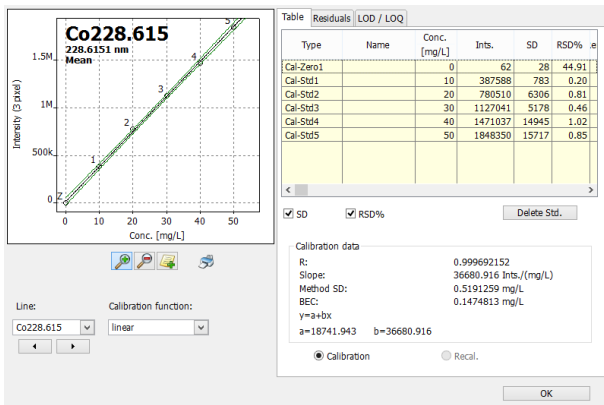 Co228.615
228.6151 nm
Mean
Intensity (3 pixel)
1.5M
1M
500k
0
Z
1
2
3
4
5
0 10 20 30 40 50
Conc. [mg/L]
Line: Calibration function:
Co228.615 linear
Table Residuals LOD / LOQ
Type Name Conc. [mg/L] Ints. SD RSD%
Cal-Zero1 0 62 28 44.91
Cal-Std1 10 387588 783 0.20
Cal-Std2 20 780510 6306 0.81
Cal-Std3 30 1127041 5178 0.46
Cal-Std4 40 1471037 14945 1.02
Cal-Std5 50 1848350 15717 0.85
SD RSD% Delete Std.
Calibration data
R: 0.999692152
Slope: 36680.916 Ints./(mg/L)
Method SD: 0.5191259 mg/L
BEC: 0.1474813 mg/L
y=a+bx
a=18741.943 b=36680.916
Calibration Recal.
OK